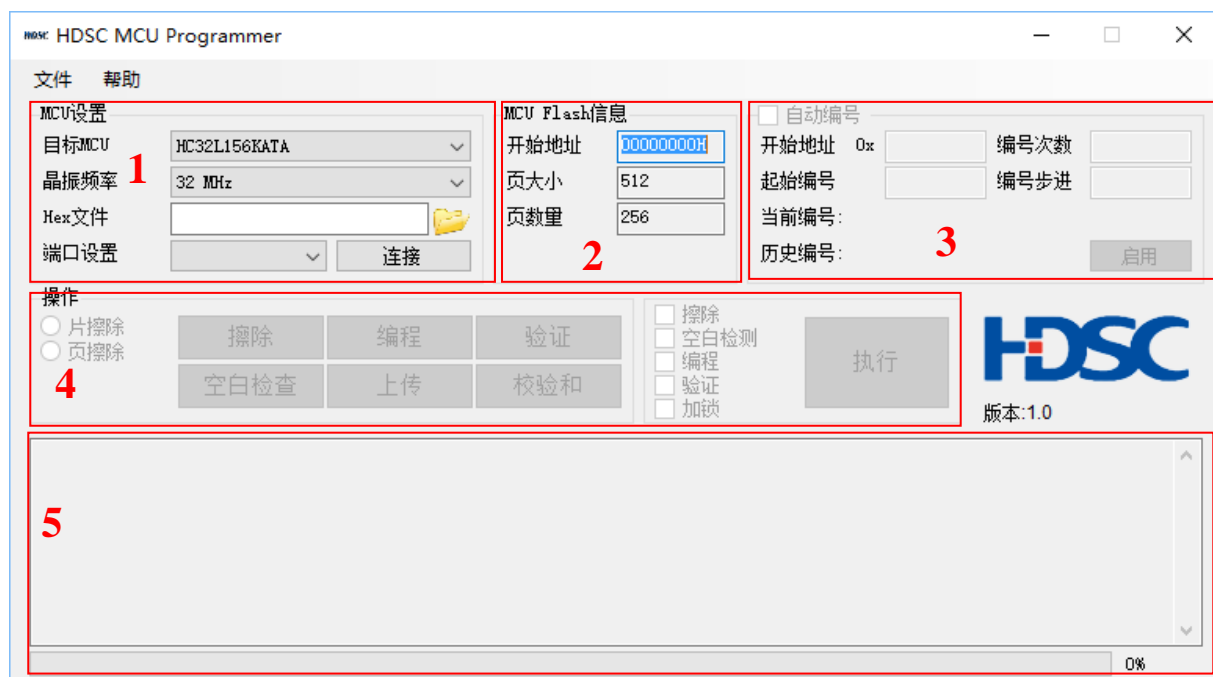 HDSC HDSC MCU Programmer
文件 帮助
MCU设置
目标MCU HC32L156KATA
晶振频率 32 MHz
Hex文件
端口设置 连接
1
MCU Flash信息
开始地址 00000000H
页大小 512
页数量 256
2
自动编号
开始地址 0x 编号次数
起始编号 编号步进
当前编号:
历史编号: 启用
3
操作
片擦除
页擦除
擦除 编程 验证
空白检查 上传 校验和
4
擦除
空白检测
编程
验证
加锁
执行
HDSC
版本:1.0
5
0%